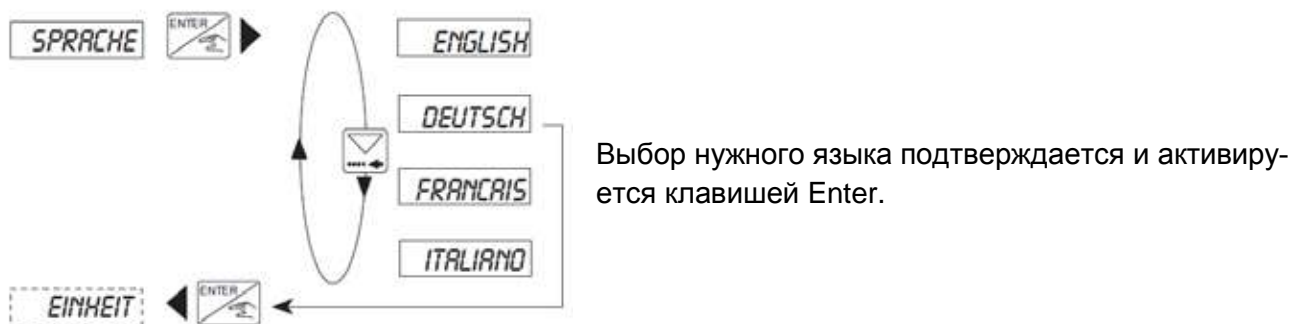 SPRACHE ENTER ENGLISH
DEUTSCH
Выбор нужного языка подтверждается и активиру-
ется клавишей Enter.
FRANCAIS
ITALIANO
EINHEIT ENTER